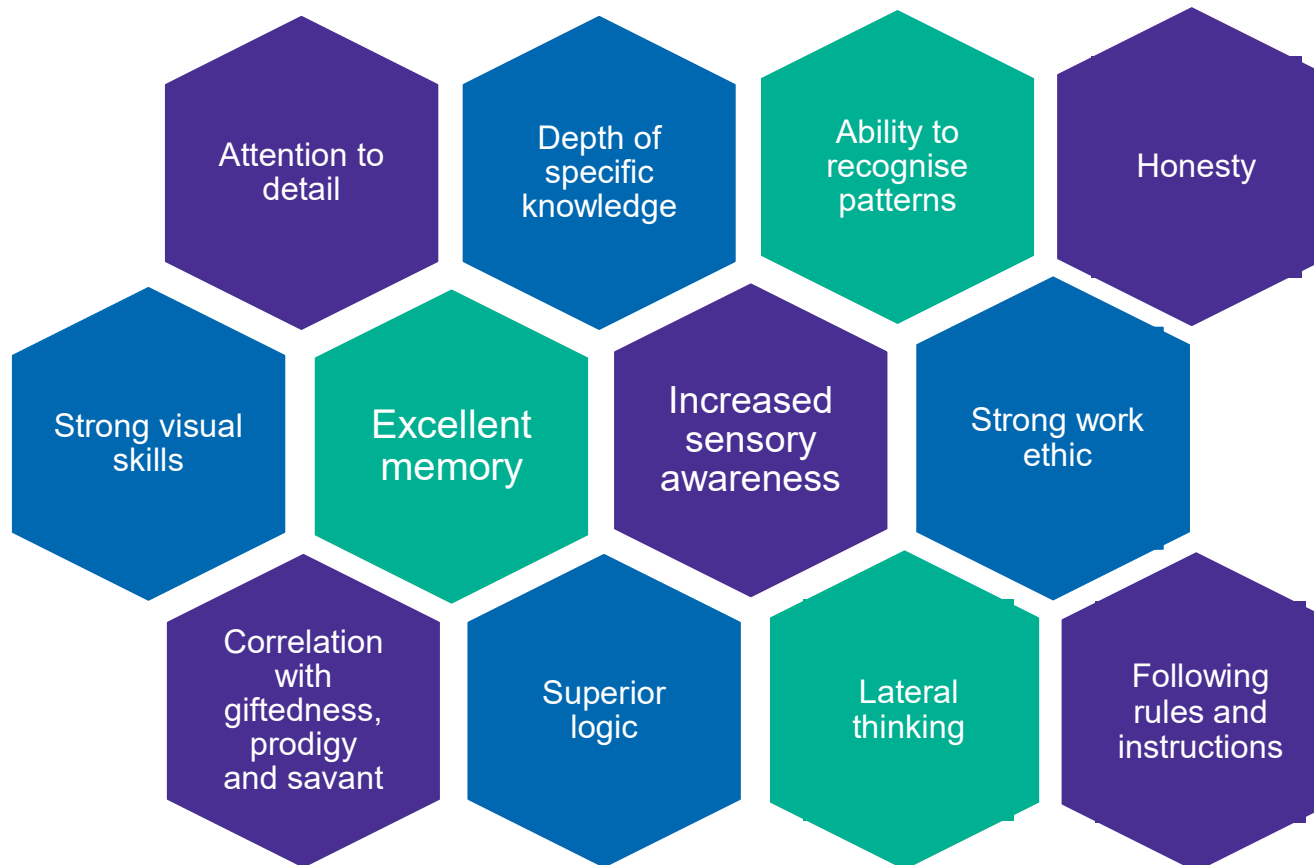 Attention to
detail
Depth of
specific
knowledge
Ability to
recognise
patterns
Honesty
Strong visual
skills
Excellent
memory
Increased
sensory
awareness
Strong work
ethic
Correlation
with
giftedness,
prodigy
and savant
Superior
logic
Lateral
thinking
Following
rules and
instructions